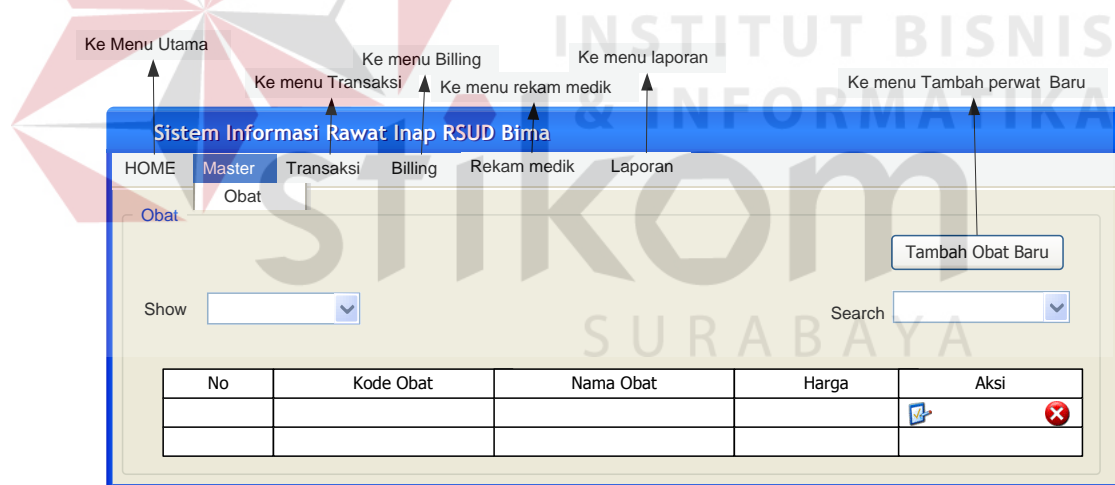 INSTITUT BISNIS
& INFORMATIKA
stikom
SURABAYA
Ke Menu Utama
Ke menu Billing
Ke menu laporan
Ke menu Transaksi
Ke menu rekam medik
Ke menu Tambah perwat Baru
Sistem Informasi Rawat Inap RSUD Bima
HOME Master Transaksi Billing Rekam medik Laporan
Obat
Obat
Tambah Obat Baru
Show
Search
No Kode Obat Nama Obat Harga Aksi